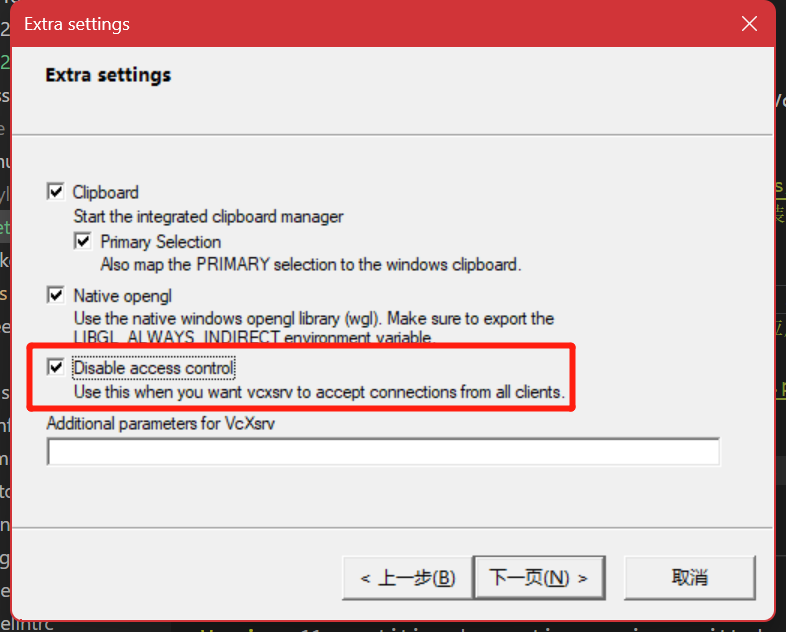 Extra settings
Extra settings
Clipboard
Start the integrated clipboard manager
Primary Selection
Also map the PRIMARY selection to the windows clipboard.
Native opengl
Use the native windows opengl library (wgl). Make sure to export the
LIBGL_ALWAYS_INDIRECT environment variable.
Disable access control
Use this when you want vcxsrv to accept connections from all clients.
Additional parameters for VcXsrv
< 上一步(B)
下一页(N) >
取消